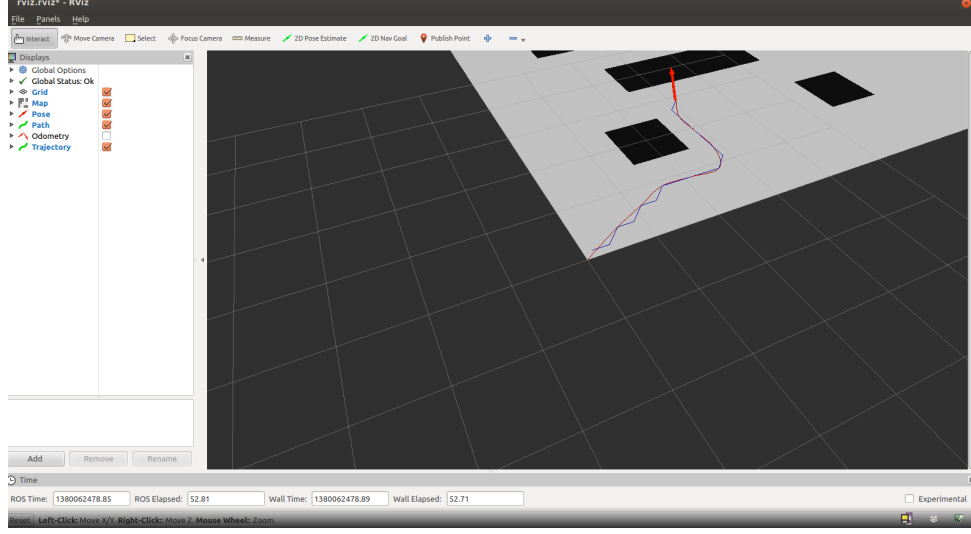 rviz.rviz* - RViz
File Panels Help
Interact Move Camera Select Focus Camera Measure 2D Pose Estimate 2D Nav Goal Publish Point
Displays
Global Options
Global Status: Ok
Grid
Map
Pose
Path
Odometry
Trajectory
Add Remove Rename
Time
ROS Time: 1380062478.85 ROS Elapsed: 52.81 Wall Time: 1380062478.89 Wall Elapsed: 52.71 Experimental
Reset Left-Click: Move X/Y. Right-Click:: Move Z. Mouse Wheel:: Zoom.